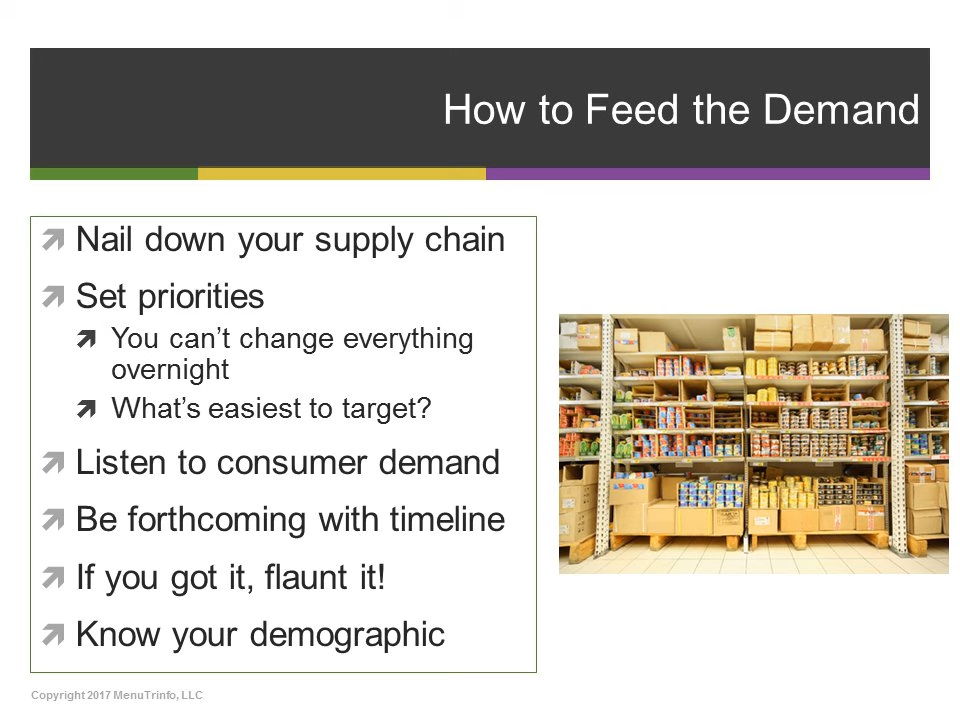 How to Feed the Demand
Nail down your supply chain
Set priorities
You can’t change everything
overnight
What’s easiest to target?
Listen to consumer demand
Be forthcoming with timeline
If you got it, flaunt it!
Know your demographic
Copyright 2017 MenuTrinfo, LLC